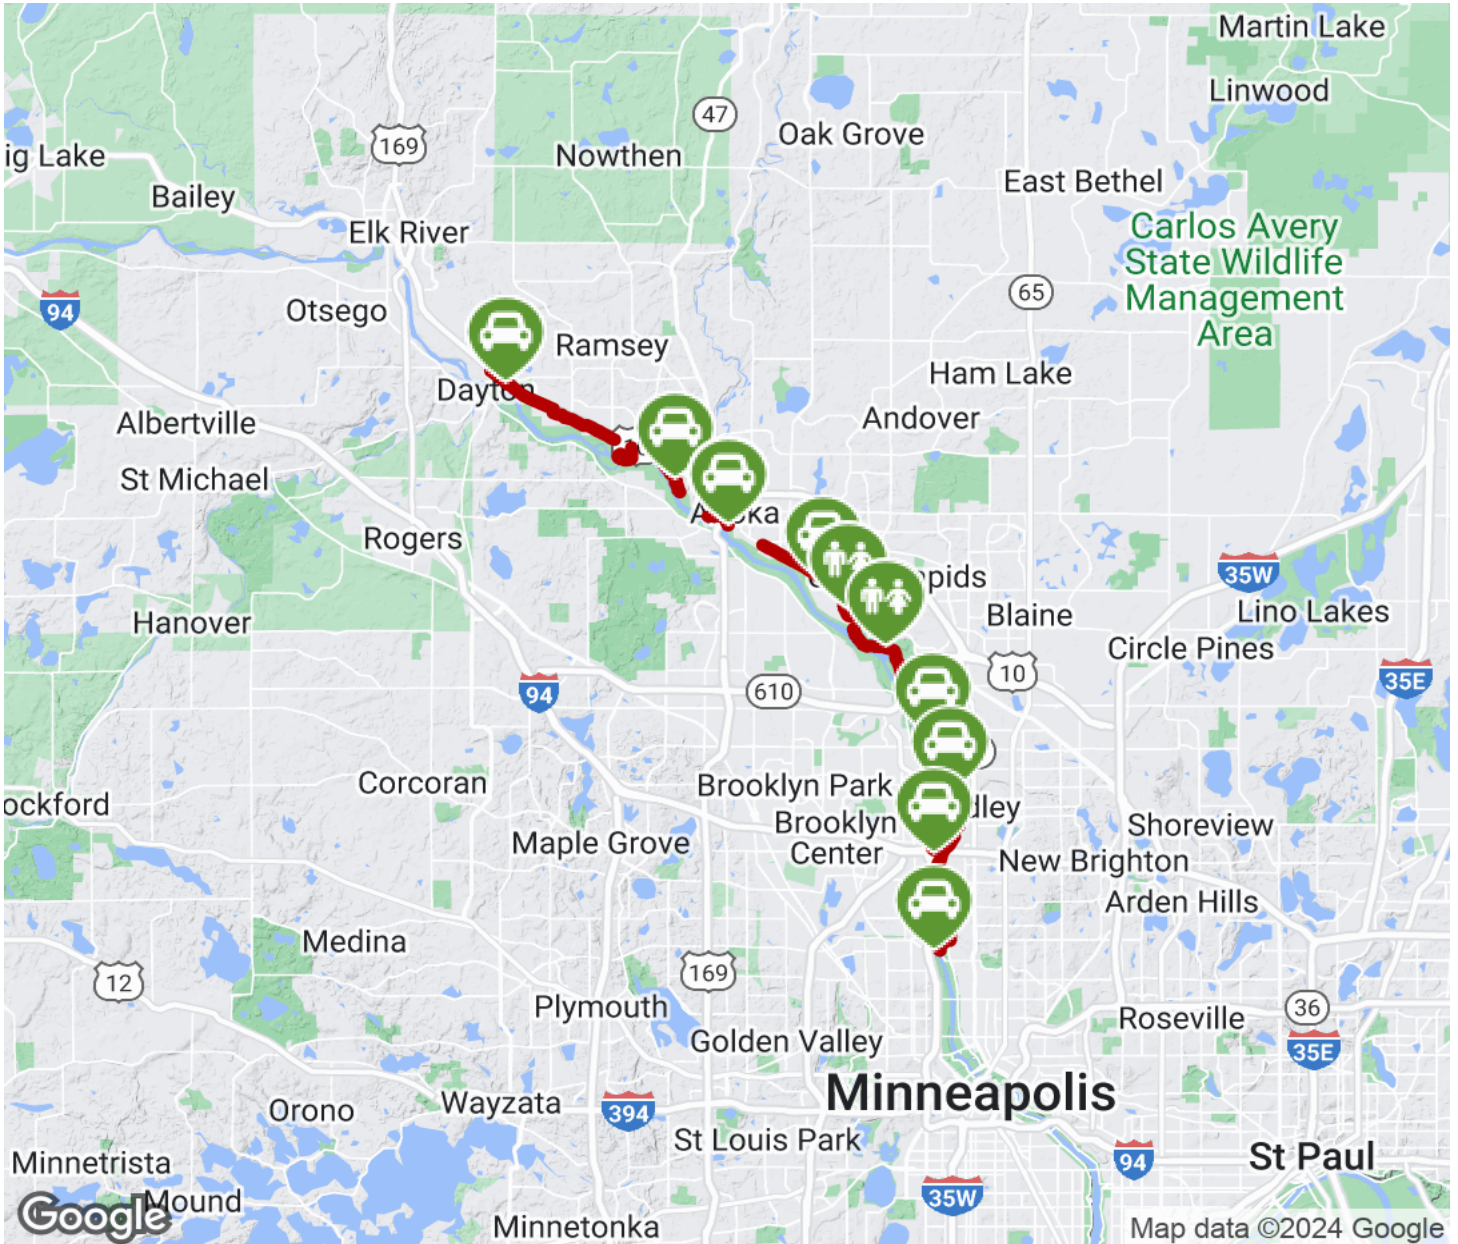 Martin Lake
Linwood
47
Oak Grove
169
ig Lake
Nowthen
East Bethel
Bailey
Elk River
Carlos Avery
State Wildlife
Management
Area
65
94
Otsego
Ramsey
Ham Lake
Dayton
Albertville
Andover
St Michael
A ka
Rogers
35W
pids
Hanover
Blaine
Lino Lakes
Circle Pines
94
610
10
35E
Corcoran
Brooklyn Park
ockford
dley
Brooklyn
Center
Maple Grove
Shoreview
New Brighton
Arden Hills
Medina
12
169
Plymouth
36
Roseville
Golden Valley
35E
Minneapolis
Orono
Wayzata
394
St Louis Park
94
St Paul
Minnetrista
35W
Mound
Google
Minnetonka
Map data ©2024 Google